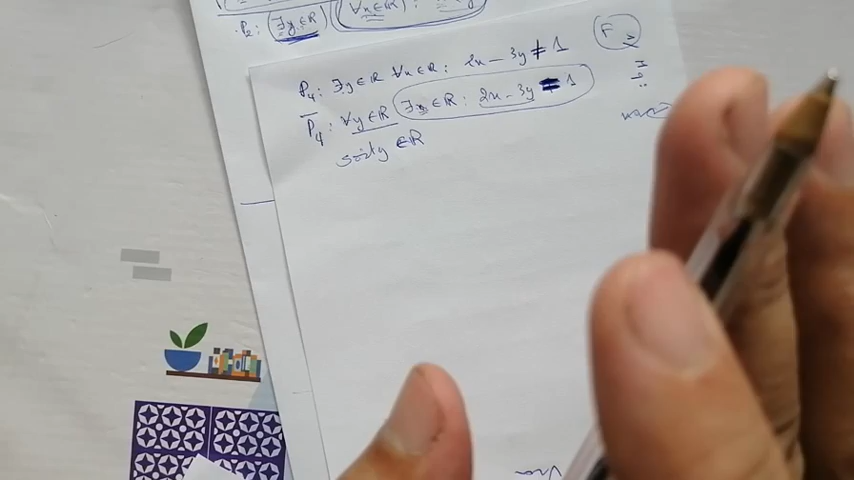 P₂: (∃y∈ℝ) (∀x∈ℝ):
P₄: ∃y∈ℝ ∀x∈ℝ: 2x - 3y ≠ 1 F
P̅₄: ∀y∈ℝ ∃x∈ℝ: 2x - 3y = 1
soit y ∈ℝ